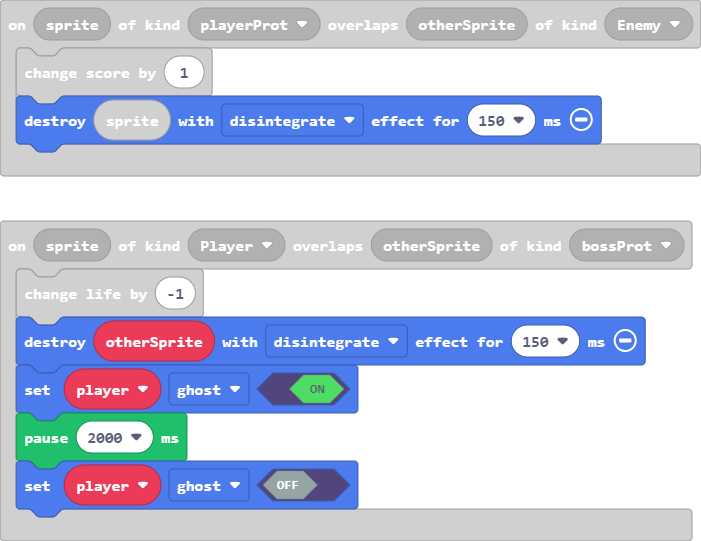 on sprite of kind playerProt overlaps otherSprite of kind Enemy
change score by 1
destroy sprite with disintegrate effect for 150 ms
on sprite of kind Player overlaps otherSprite of kind bossProt
change life by -1
destroy otherSprite with disintegrate effect for 150 ms
set player ghost ON
pause 2000 ms
set player ghost OFF